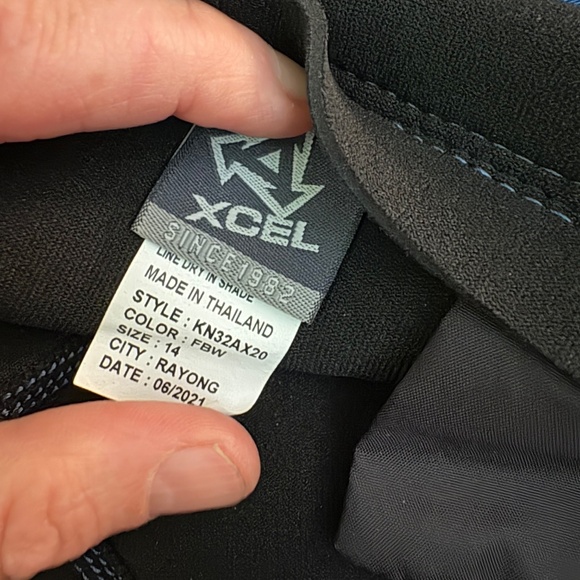 XCEL
SINCE 1982
LINE DRY IN SHADE
MADE IN THAILAND
STYLE : KN32AX20
COLOR : FBW
SIZE : 14
CITY : RAYONG
DATE : 06/2021